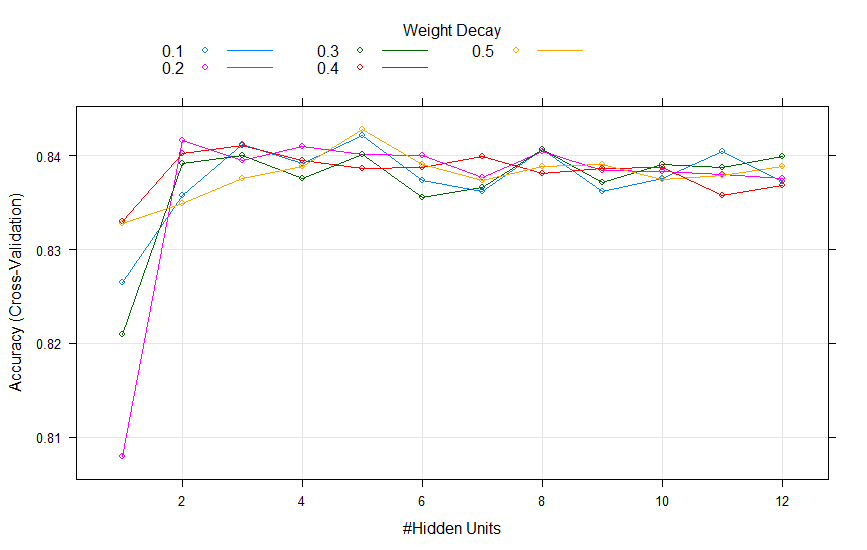 Weight Decay
0.1 0.3 0.5
0.2 0.4
Accuracy (Cross-Validation)
0.84
0.83
0.82
0.81
2 4 6 8 10 12
#Hidden Units